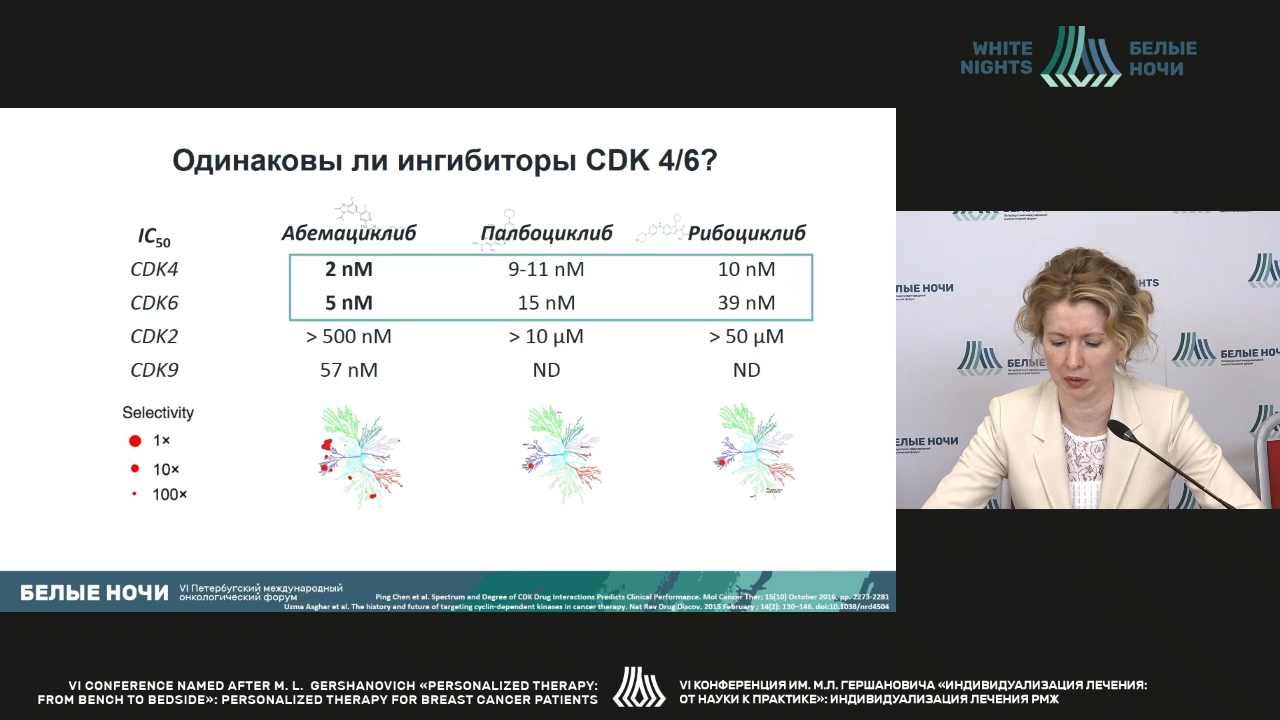 WHITE
NIGHTS
БЕЛЫЕ
НОЧИ
Одинаковы ли ингибиторы CDK 4/6?
IC50 Абемациклиб Палбоциклиб Рибоциклиб
CDK4 2 nM 9-11 nM 10 nM
CDK6 5 nM 15 nM 39 nM
CDK2 > 500 nM > 10 µM > 50 µM
CDK9 57 nM ND ND
Selectivity
1×
10×
100×
БЕЛЫЕ НОЧИ
VI Петербугский международный
онкологический форум
Ping Chen et al. Spectrum and Degree of CDK Drug Interactions Predicts Clinical Performance. Mol Cancer Ther; 15(10) October 2016, pp. 2273-2281
Uzma Asghar et al. The history and future of targeting cyclin-dependent kinases in cancer therapy. Nat Rev Drug Discov. 2015 February ; 14(2): 130–146. doi:10.1038/nrd4504
ЛЫЕ НОЧИ
GHTS
БЕЛЫ
БЕЛЫЕ НОЧИ
ЕЛЫЕ НОЧИ
VI CONFERENCE NAMED AFTER M. L. GERSHANOVICH «PERSONALIZED THERAPY:
FROM BENCH TO BEDSIDE»: PERSONALIZED THERAPY FOR BREAST CANCER PATIENTS
VI КОНФЕРЕНЦИЯ ИМ. М.Л. ГЕРШАНОВИЧА «ИНДИВИДУАЛИЗАЦИЯ ЛЕЧЕНИЯ:
ОТ НАУКИ К ПРАКТИКЕ»: ИНДИВИДУАЛИЗАЦИЯ ЛЕЧЕНИЯ РМЖ